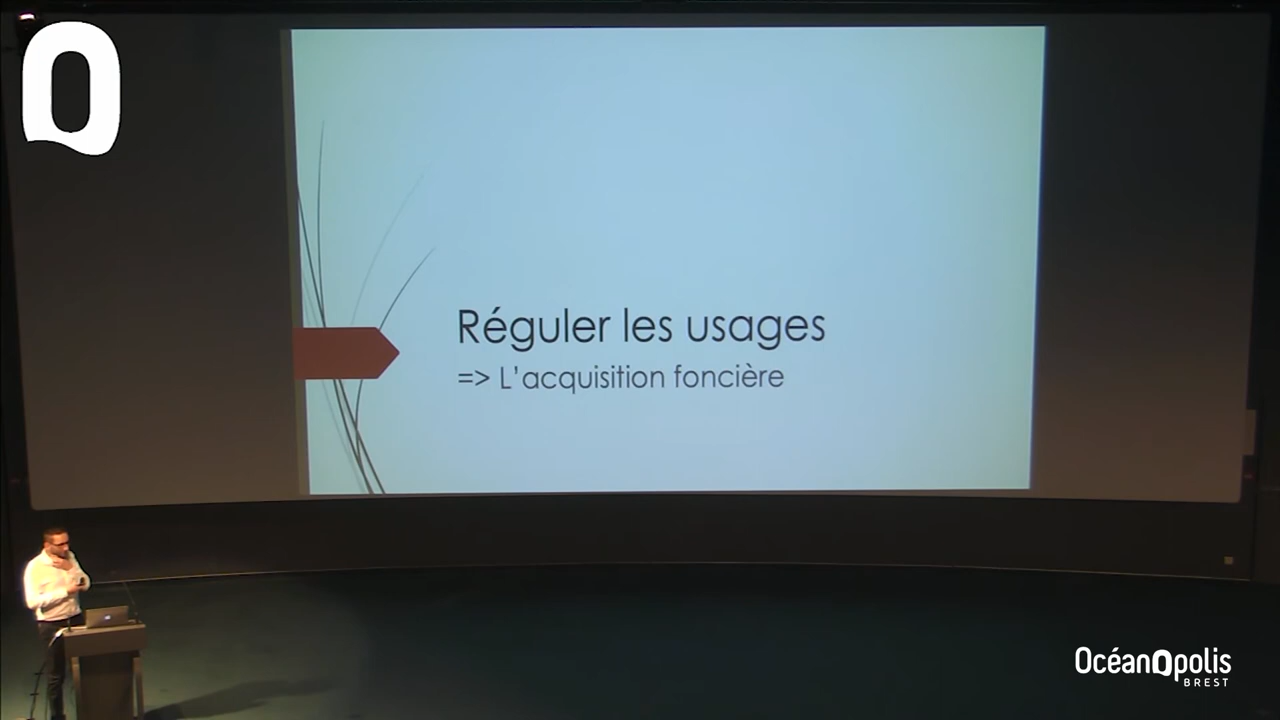 Réguler les usages
=> L'acquisition foncière
OcéanOpolis
BREST